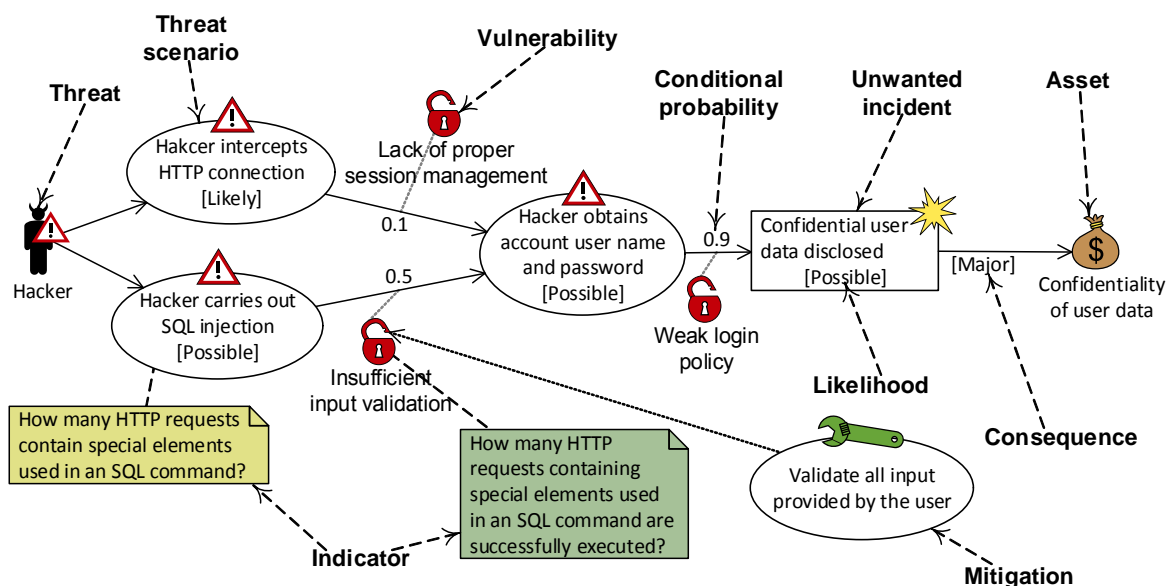 Threat
scenario
Vulnerability
Threat
Conditional
probability
Unwanted
incident
Asset
Hakcer intercepts
HTTP connection
[Likely]
Lack of proper
session management
0.1
Hacker
Hacker obtains
account user name
and password
[Possible]
0.9
Confidential user
data disclosed
[Possible]
[Major]
$
Confidentiality
of user data
0.5
Hacker carries out
SQL injection
[Possible]
Weak login
policy
Insufficient
input validation
Likelihood
Consequence
How many HTTP requests
contain special elements
used in an SQL command?
How many HTTP
requests containing
special elements used
in an SQL command are
successfully executed?
Validate all input
provided by the user
Indicator
Mitigation